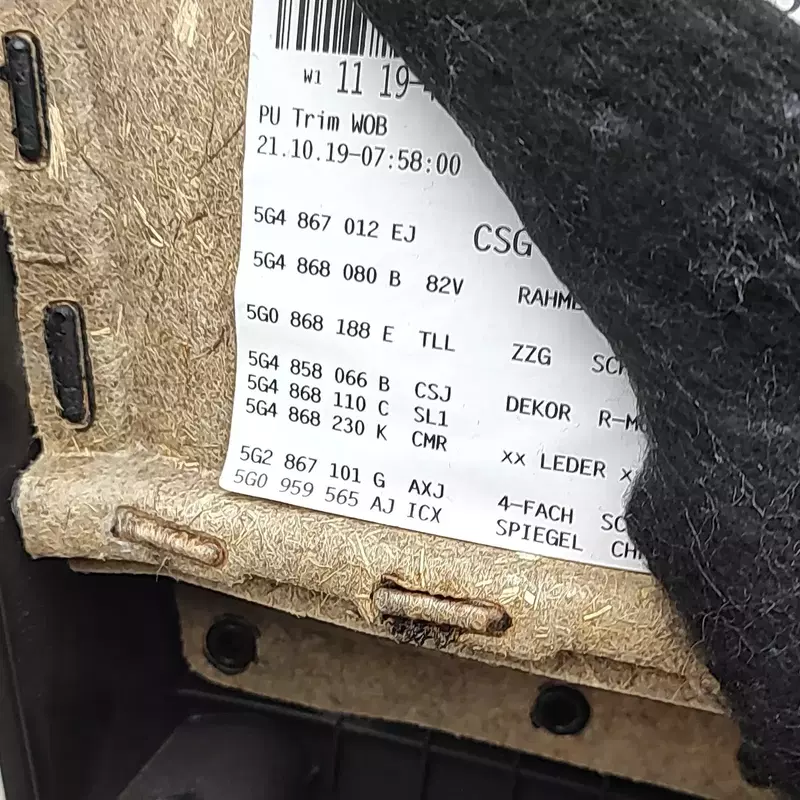 W1 11 19-
PU Trim WOB
21.10.19-07:58:00
5G4 867 012 EJ CSG
5G4 868 080 B 82V
5G0 868 188 E TLL ZZG
5G4 858 066 B CSJ DEKOR
5G4 868 110 C SL1
5G4 868 230 K CMR xx LEDER x
5G2 867 101 G AXJ 4-FACH
5G0 959 565 AJ ICX SPIEGEL